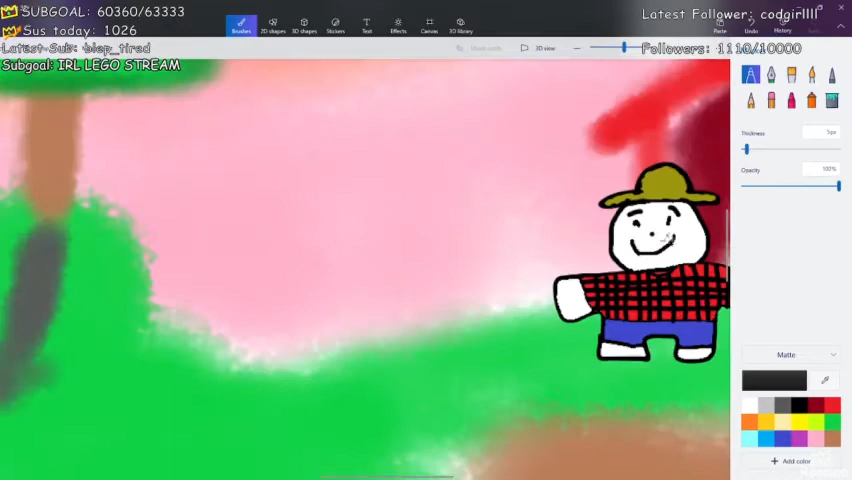 SUBGOAL: 60360/63333
Sus today: 1026
Latest-Sub: blep_tired
Subgoal: IRL LEGO STREAM
Latest Follower: codgirllll
Followers: 1110/10000
Brushes
2D shapes
3D shapes
Stickers
Text
Effects
Canvas
3D library
Paste
Undo
History
3D view
Thickness
5px
Opacity
100%
Matte
+ Add color